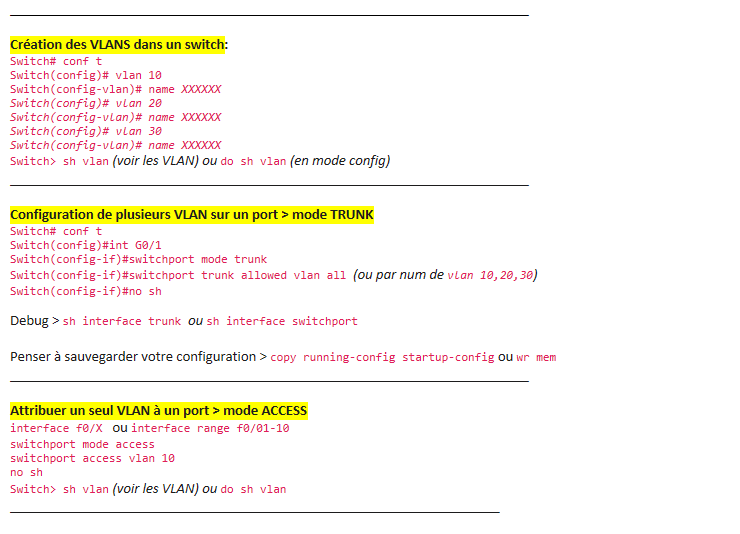 Création des VLANS dans un switch:
Switch# conf t
Switch(config)# vlan 10
Switch(config-vlan)# name XXXXXX
Switch(config)# vlan 20
Switch(config-vlan)# name XXXXXX
Switch(config)# vlan 30
Switch(config-vlan)# name XXXXXX
Switch> sh vlan (voir les VLAN) ou do sh vlan (en mode config)
Configuration de plusieurs VLAN sur un port > mode TRUNK
Switch# conf t
Switch(config)#int G0/1
Switch(config-if)#switchport mode trunk
Switch(config-if)#switchport trunk allowed vlan all (ou par num de vlan 10,20,30)
Switch(config-if)#no sh
Debug > sh interface trunk ou sh interface switchport
Penser à sauvegarder votre configuration > copy running-config startup-config ou wr mem
Attribuer un seul VLAN à un port > mode ACCESS
interface f0/X ou interface range f0/01-10
switchport mode access
switchport access vlan 10
no sh
Switch> sh vlan (voir les VLAN) ou do sh vlan